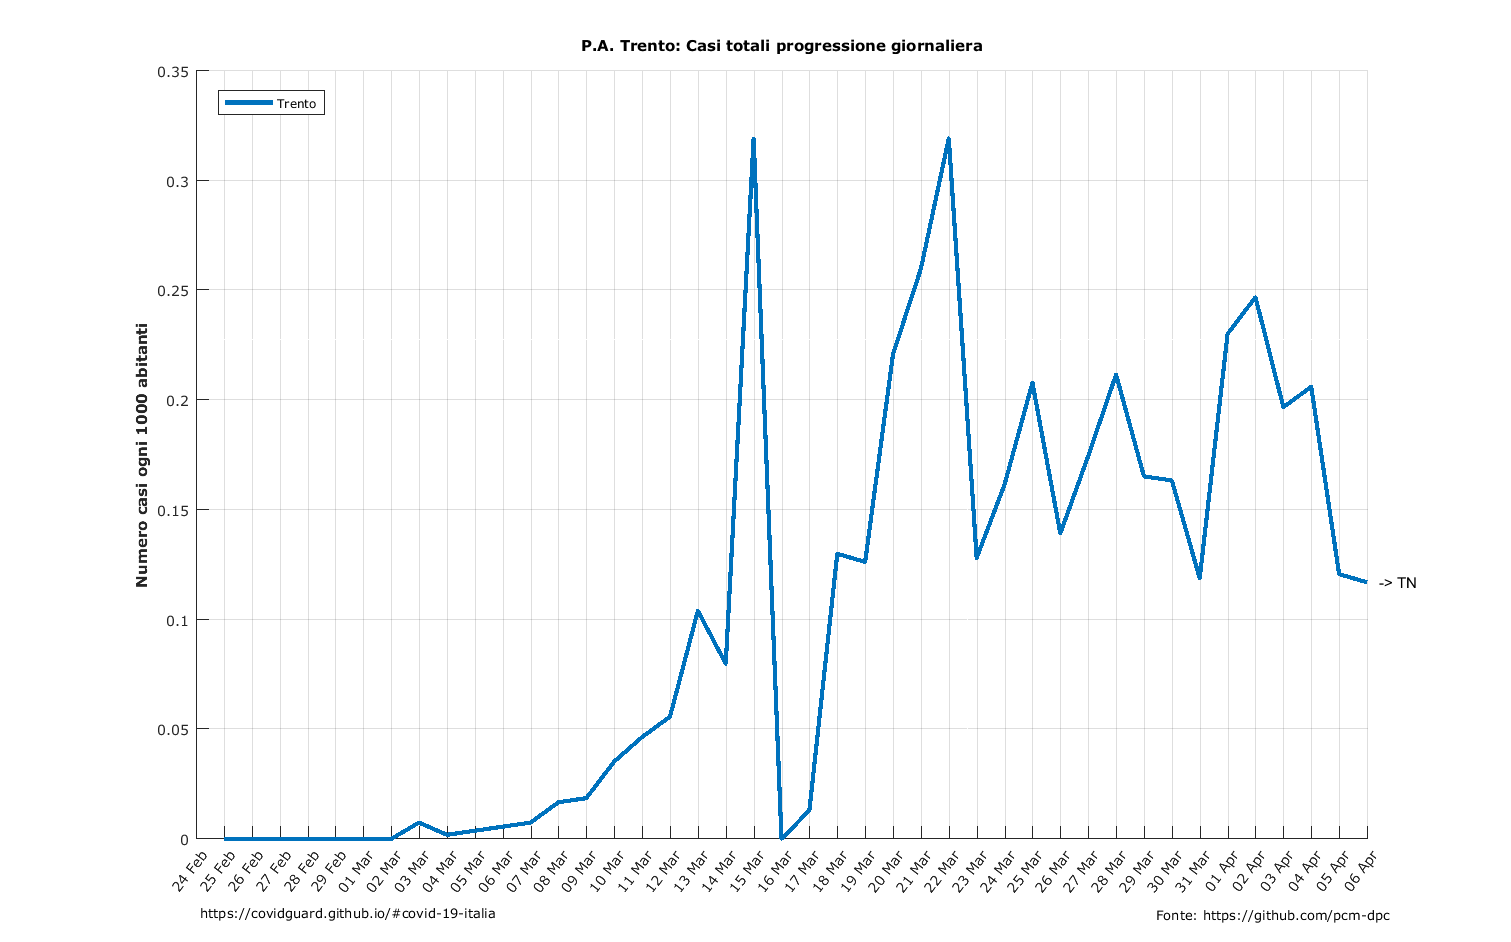 P.A. Trento: Casi totali progressione giornaliera
Trento
Numero casi ogni 1000 abitanti
0.35
0.3
0.25
0.2
0.15
0.1
0.05
0
-> TN
24 Feb
25 Feb
26 Feb
27 Feb
28 Feb
29 Feb
01 Mar
02 Mar
03 Mar
04 Mar
05 Mar
06 Mar
07 Mar
08 Mar
09 Mar
10 Mar
11 Mar
12 Mar
13 Mar
14 Mar
15 Mar
16 Mar
17 Mar
18 Mar
19 Mar
20 Mar
21 Mar
22 Mar
23 Mar
24 Mar
25 Mar
26 Mar
27 Mar
28 Mar
29 Mar
30 Mar
31 Mar
01 Apr
02 Apr
03 Apr
04 Apr
05 Apr
06 Apr
https://covidguard.github.io/#covid-19-italia
Fonte: https://github.com/pcm-dpc